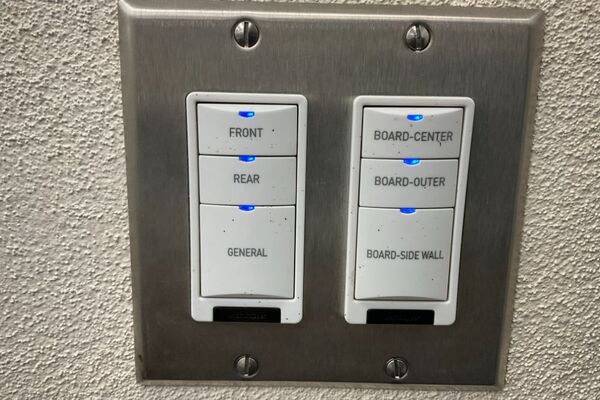 FRONT
REAR
GENERAL
BOARD-CENTER
BOARD-OUTER
BOARD-SIDE WALL